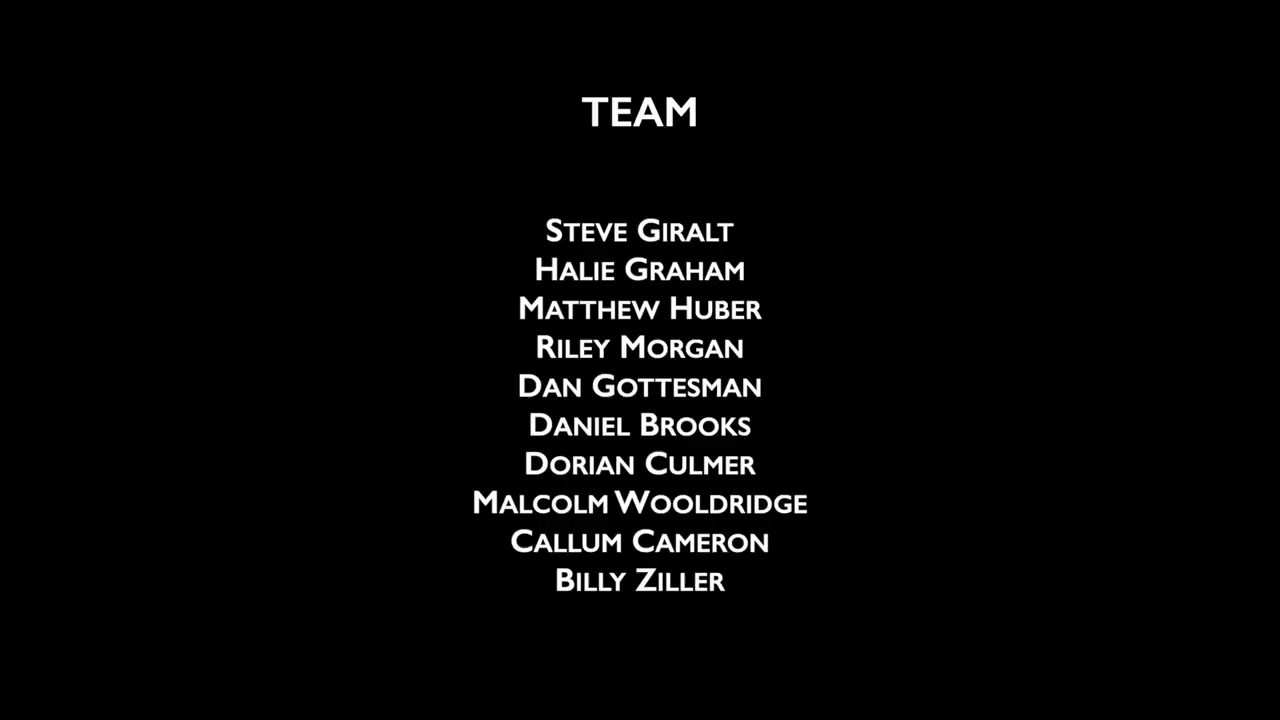 TEAM
STEVE GIRALT
HALIE GRAHAM
MATTHEW HUBER
RILEY MORGAN
DAN GOTTESMAN
DANIEL BROOKS
DORIAN CULMER
MALCOLM WOOLDRIDGE
CALLUM CAMERON
BILLY ZILLER